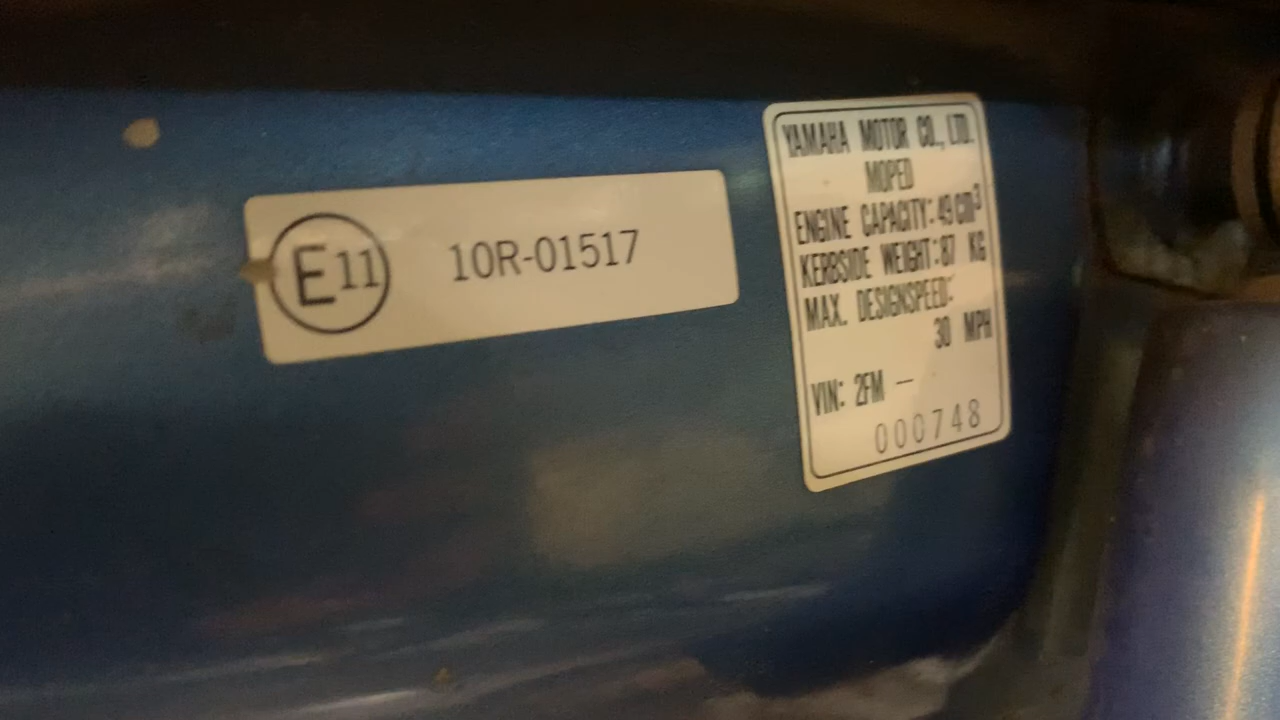 E11 10R-01517
YAMAHA MOTOR CO., LTD.
MOPED
ENGINE CAPACITY: 49 cm³
KERBSIDE WEIGHT: 87 KG
MAX. DESIGNSPEED:
30 MPH
VIN: 2FM —
000748